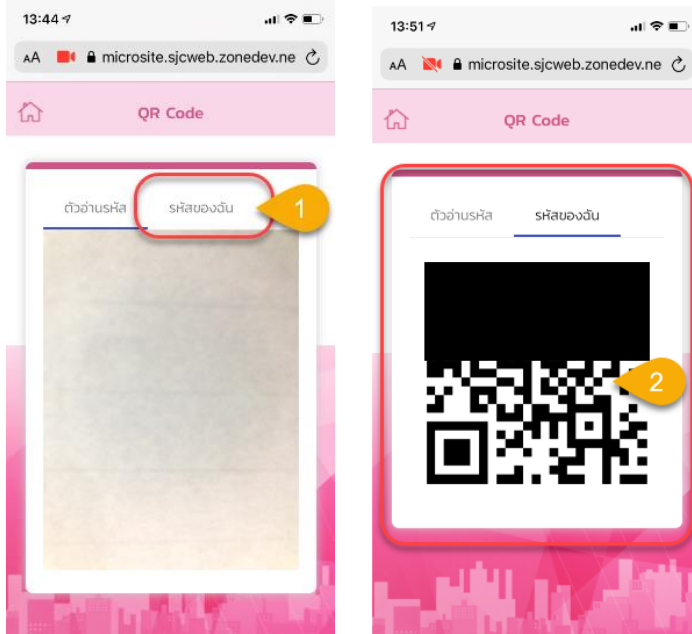 13:44
AA microsite.sjcweb.zonedev.ne
QR Code
ตัวอ่านรหัส รหัสของฉัน
1
13:51
AA microsite.sjcweb.zonedev.ne
QR Code
ตัวอ่านรหัส รหัสของฉัน
2